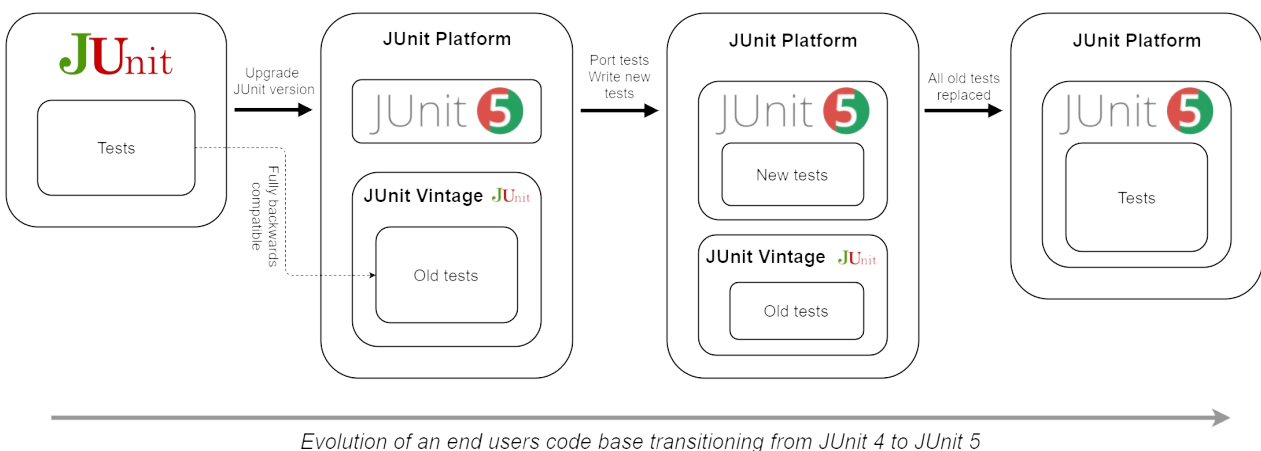 JUnit
Tests
Upgrade
JUnit version
Fully backwards
compatible
JUnit Platform
JUnit 5
JUnit Vintage JUnit
Old tests
Port tests
Write new
tests
JUnit Platform
JUnit 5
New tests
JUnit Vintage JUnit
Old tests
All old tests
replaced
JUnit Platform
JUnit 5
Tests
Evolution of an end users code base transitioning from JUnit 4 to JUnit 5